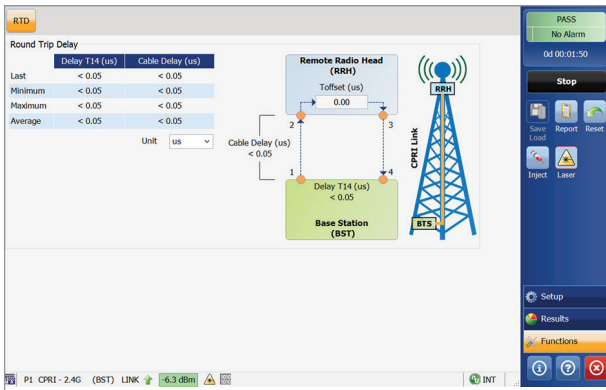 RTD
Round Trip Delay
Delay T14 (us) Cable Delay (us)
Last < 0.05 < 0.05
Minimum < 0.05 < 0.05
Maximum < 0.05 < 0.05
Average < 0.05 < 0.05
Unit us
Remote Radio Head
(RRH)
Toffset (us)
0.00
2 3
Cable Delay (us)
< 0.05
1 4
Delay T14 (us)
< 0.05
Base Station
(BST)
RRH
CPRI Link
BTS
PASS
No Alarm
0d 00:01:50
Stop
Save
Load
Report
Reset
Inject
Laser
Setup
Results
Functions
P1 CPRI - 2.4G (BST) LINK -6.3 dBm INT